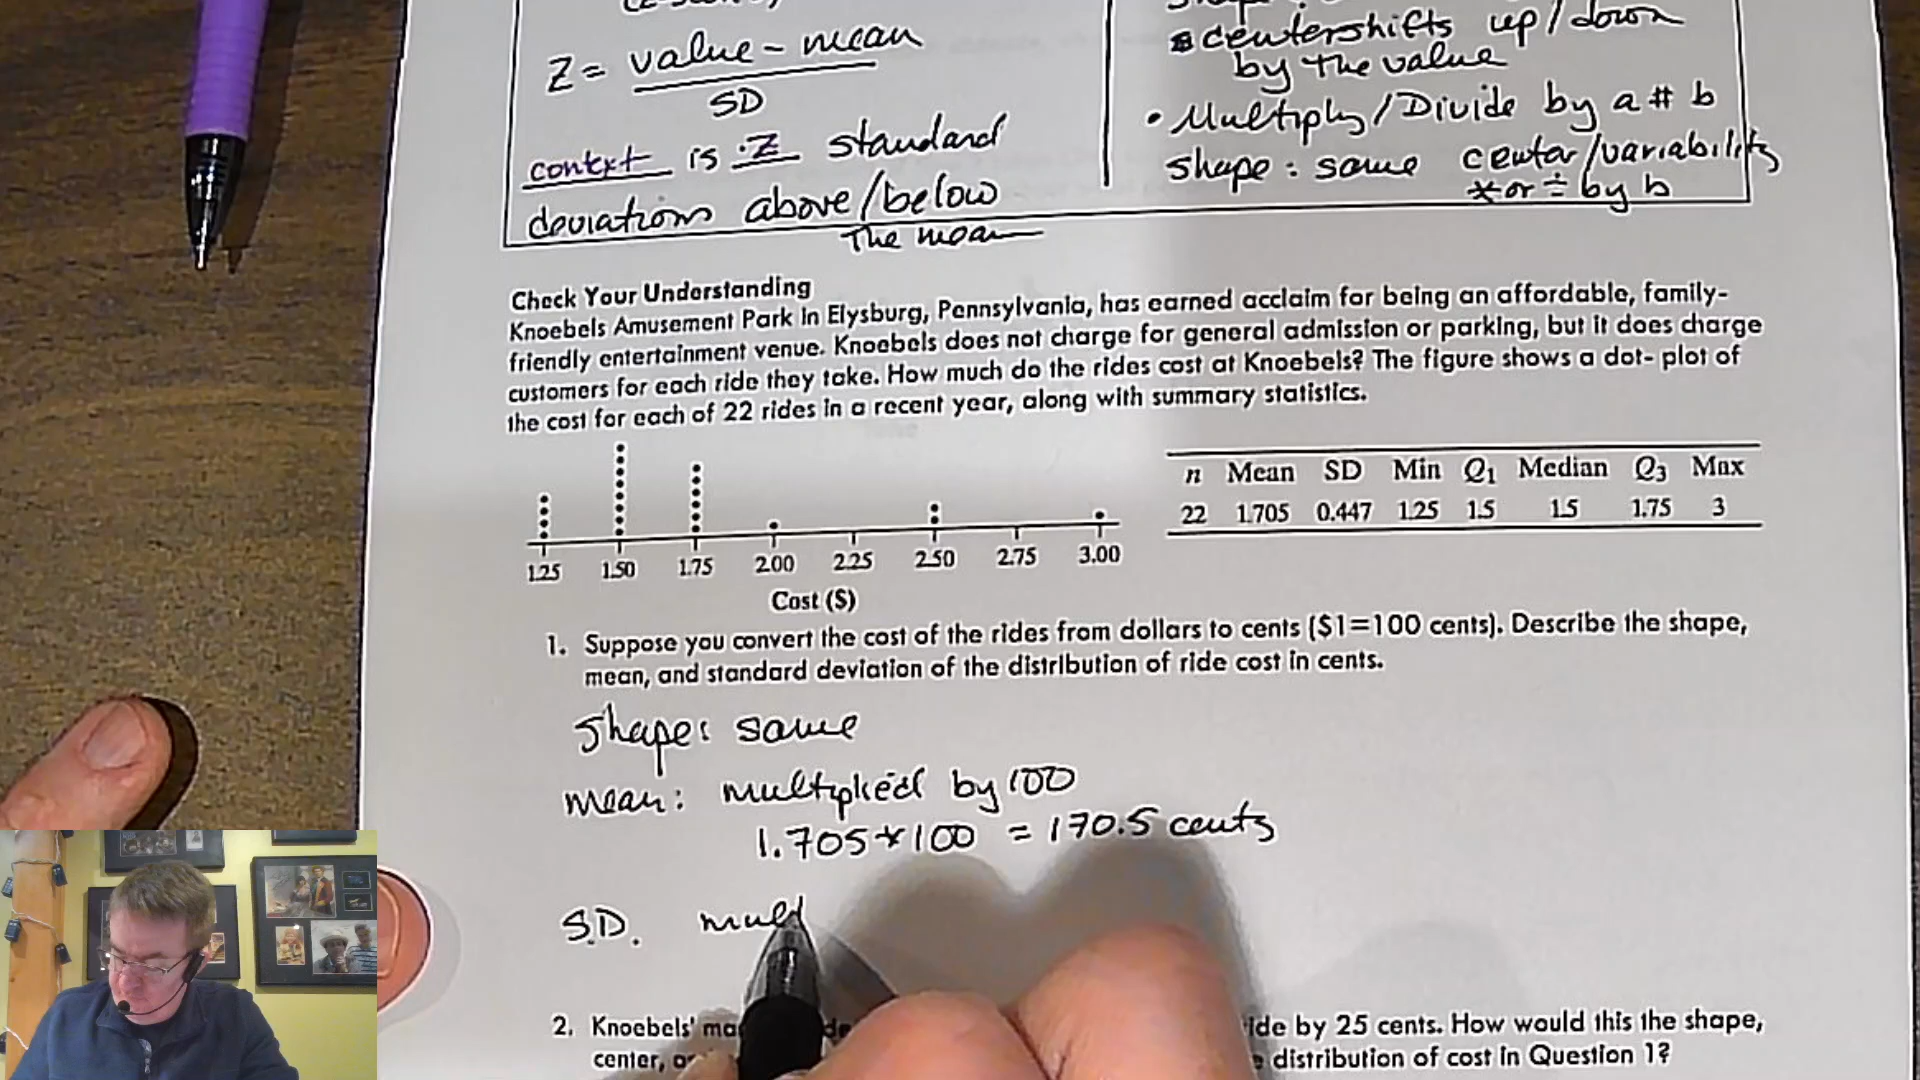 Z = value - mean
SD
context is Z standard
deviations above/below
The mean
centershifts up/down
by the value
• Multiply/Divide by a # b
shape: same center/variability
* or ÷ by b
Check Your Understanding
Knoebels Amusement Park in Elysburg, Pennsylvania, has earned acclaim for being an affordable, family-
friendly entertainment venue. Knoebels does not charge for general admission or parking, but it does charge
customers for each ride they take. How much do the rides cost at Knoebels? The figure shows a dot- plot of
the cost for each of 22 rides in a recent year, along with summary statistics.
n Mean SD Min Q1 Median Q3 Max
22 1.705 0.447 1.25 1.5 1.5 1.75 3
1.25 1.50 1.75 2.00 2.25 2.50 2.75 3.00
Cost ($)
1. Suppose you convert the cost of the rides from dollars to cents ($1=100 cents). Describe the shape,
mean, and standard deviation of the distribution of ride cost in cents.
Shape: same
mean: multiplied by 100
1.705 * 100 = 170.5 cents
S.D. mult
2. Knoebels' ide by 25 cents. How would this the shape,
center, distribution of cost in Question 1?